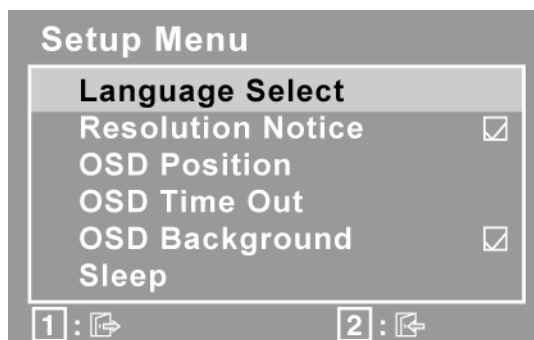 Setup Menu
Language Select
Resolution Notice
OSD Position
OSD Time Out
OSD Background
Sleep
1 : 2 :